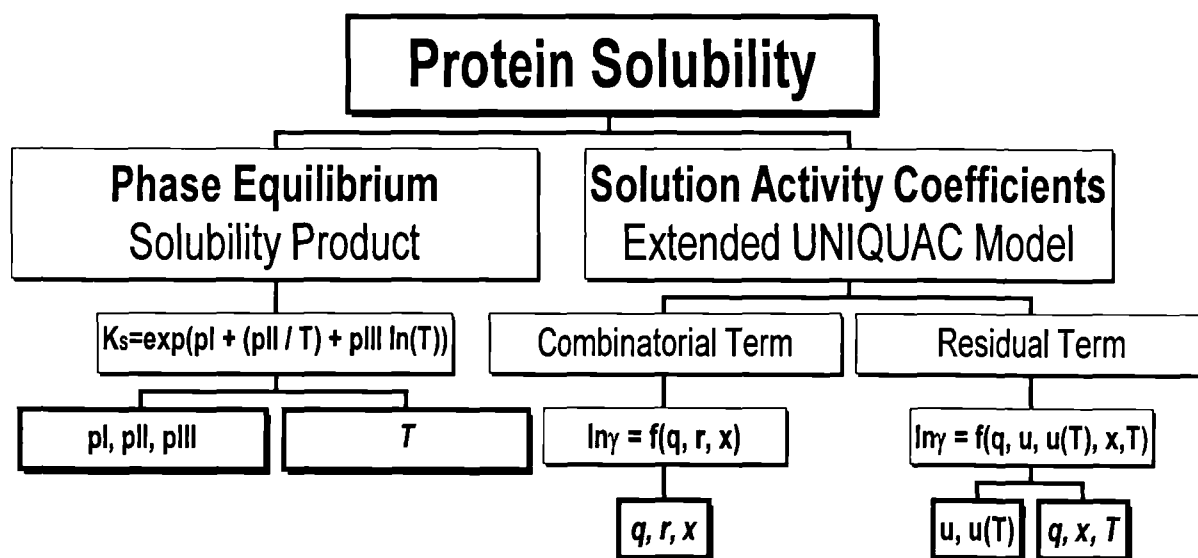 Protein Solubility
Phase Equilibrium
Solubility Product
Solution Activity Coefficients
Extended UNIQUAC Model
Ks=exp(pI + (pII / T) + pIII ln(T))
Combinatorial Term
Residual Term
pI, pII, pIII
T
lnγ = f(q, r, x)
lnγ = f(q, u, u(T), x,T)
q, r, x
u, u(T)
q, x, T